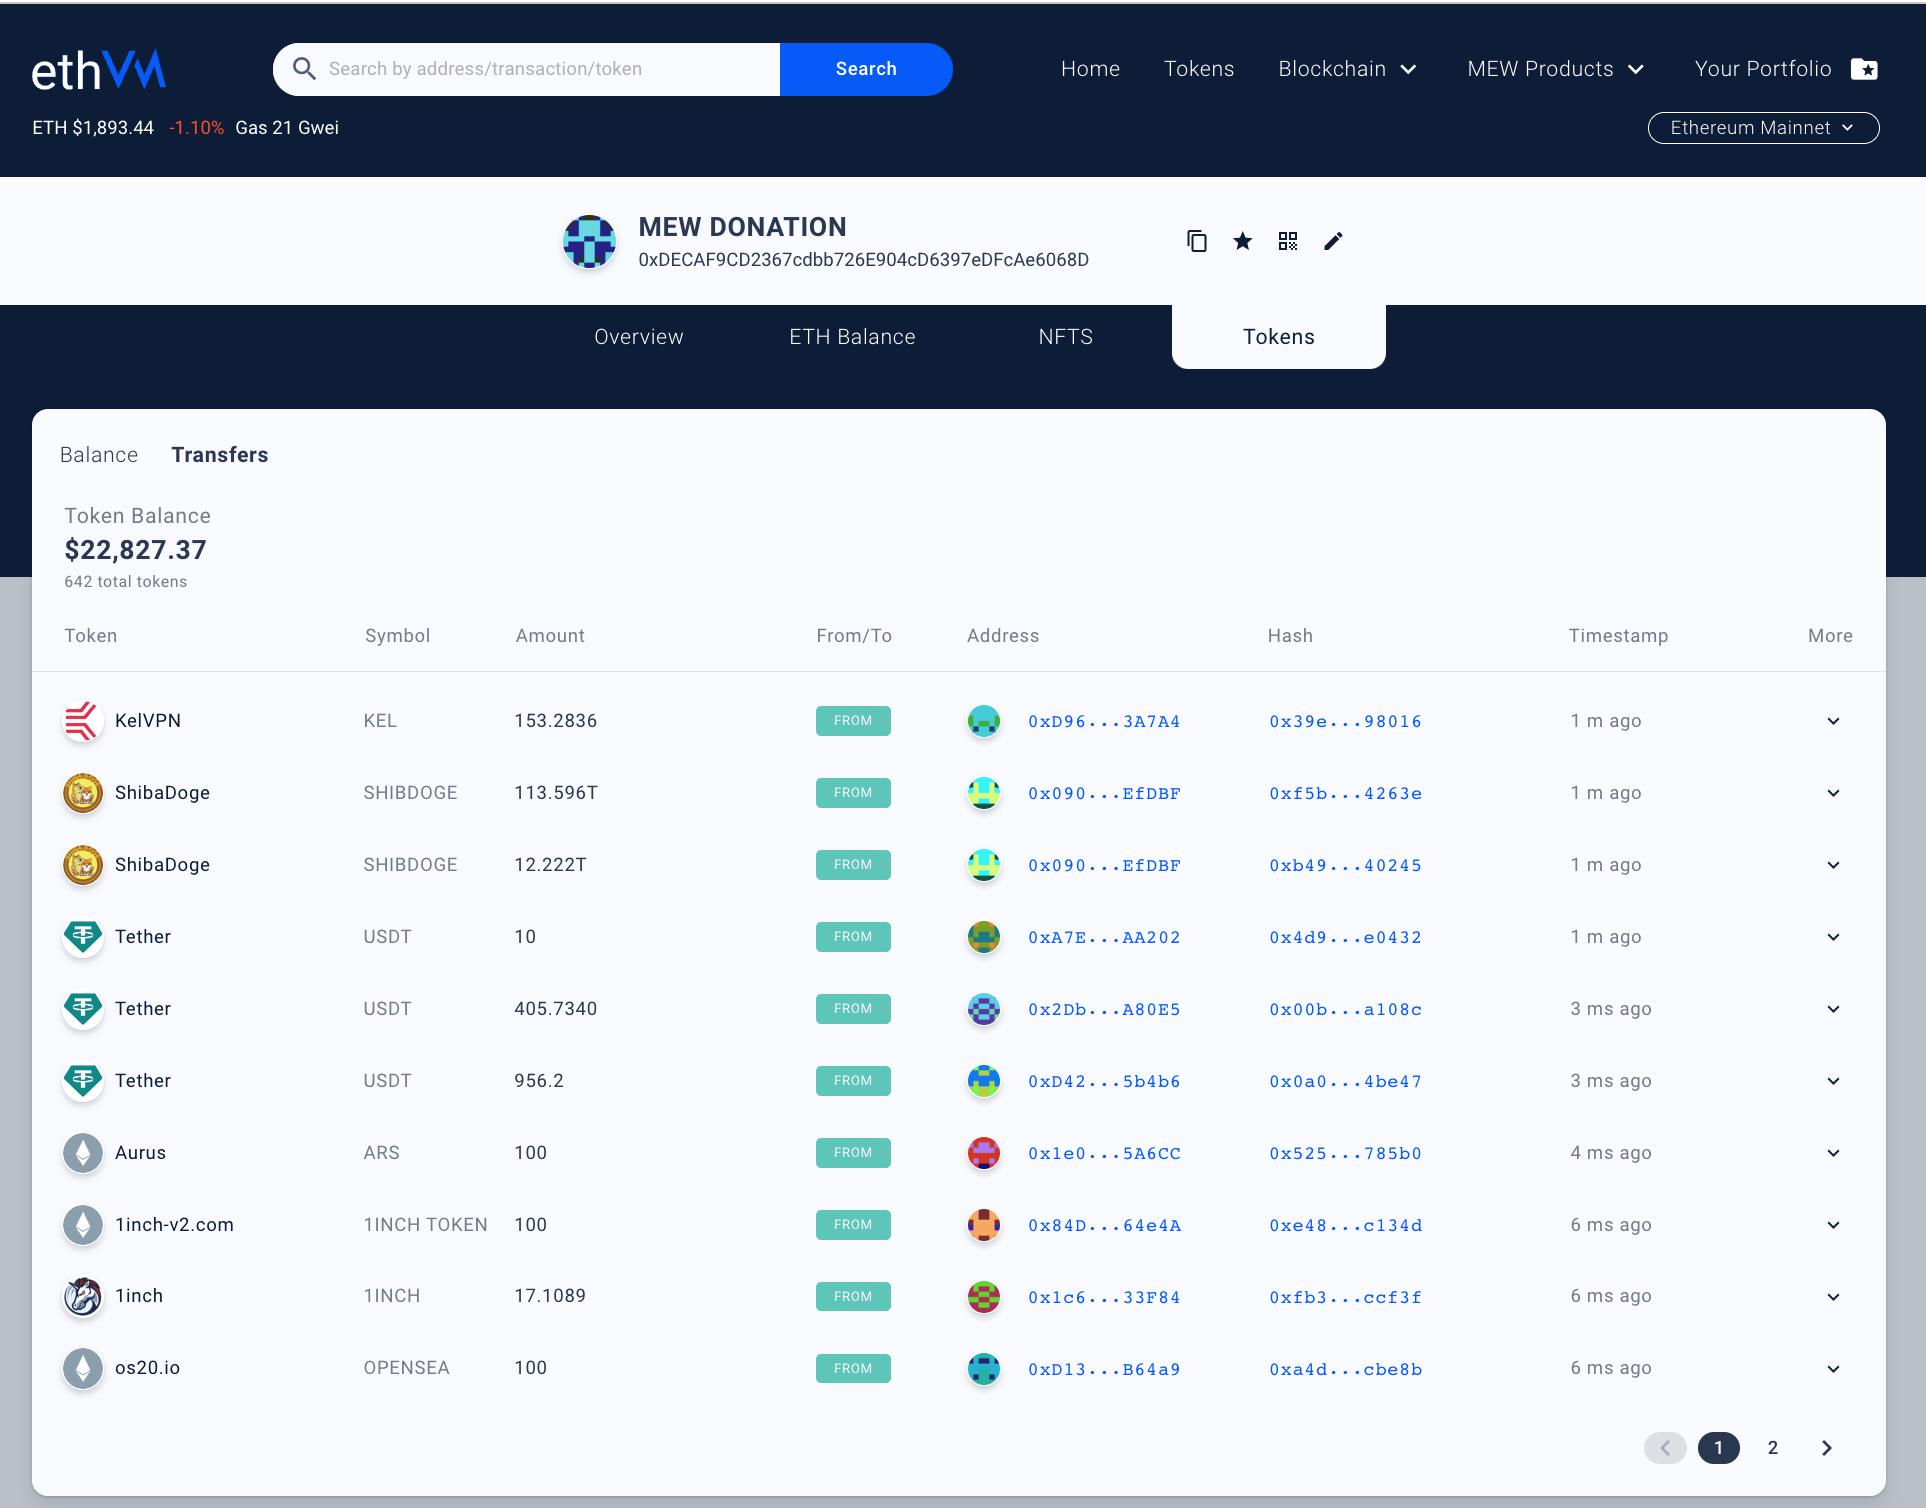 ethVM
Search by address/transaction/token
Search
Home
Tokens
Blockchain
MEW Products
Your Portfolio
ETH $1,893.44 -1.10% Gas 21 Gwei
Ethereum Mainnet
MEW DONATION
0xDECAF9CD2367cdbb726E904cD6397eDFcAe6068D
Overview
ETH Balance
NFTS
Tokens
Balance Transfers
Token Balance
$22,827.37
642 total tokens
Token Symbol Amount From/To Address Hash Timestamp More
KelVPN KEL 153.2836 FROM 0xD96...3A7A4 0x39e...98016 1 m ago
ShibaDoge SHIBDOGE 113.596T FROM 0x090...EfDBF 0xf5b...4263e 1 m ago
ShibaDoge SHIBDOGE 12.222T FROM 0x090...EfDBF 0xb49...40245 1 m ago
Tether USDT 10 FROM 0xA7E...AA202 0x4d9...e0432 1 m ago
Tether USDT 405.7340 FROM 0x2Db...A80E5 0x00b...a108c 3 ms ago
Tether USDT 956.2 FROM 0xD42...5b4b6 0x0a0...4be47 3 ms ago
Aurus ARS 100 FROM 0x1e0...5A6CC 0x525...785b0 4 ms ago
1inch-v2.com 1INCH TOKEN 100 FROM 0x84D...64e4A 0xe48...c134d 6 ms ago
1inch 1INCH 17.1089 FROM 0x1c6...33F84 0xfb3...ccf3f 6 ms ago
os20.io OPENSEA 100 FROM 0xD13...B64a9 0xa4d...cbe8b 6 ms ago
1 2